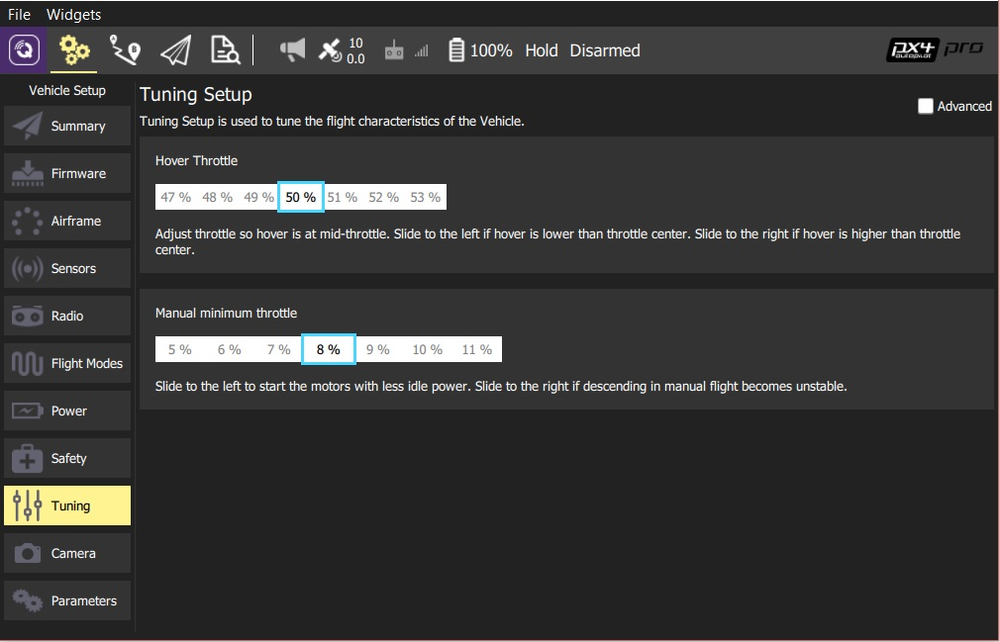 File Widgets
10
0.0
100% Hold Disarmed
px4 pro
autopilot
Vehicle Setup
Summary
Firmware
Airframe
Sensors
Radio
Flight Modes
Power
Safety
Tuning
Camera
Parameters
Tuning Setup
Advanced
Tuning Setup is used to tune the flight characteristics of the Vehicle.
Hover Throttle
47 % 48 % 49 % 50 % 51 % 52 % 53 %
Adjust throttle so hover is at mid-throttle. Slide to the left if hover is lower than throttle center. Slide to the right if hover is higher than throttle
center.
Manual minimum throttle
5 % 6 % 7 % 8 % 9 % 10 % 11 %
Slide to the left to start the motors with less idle power. Slide to the right if descending in manual flight becomes unstable.